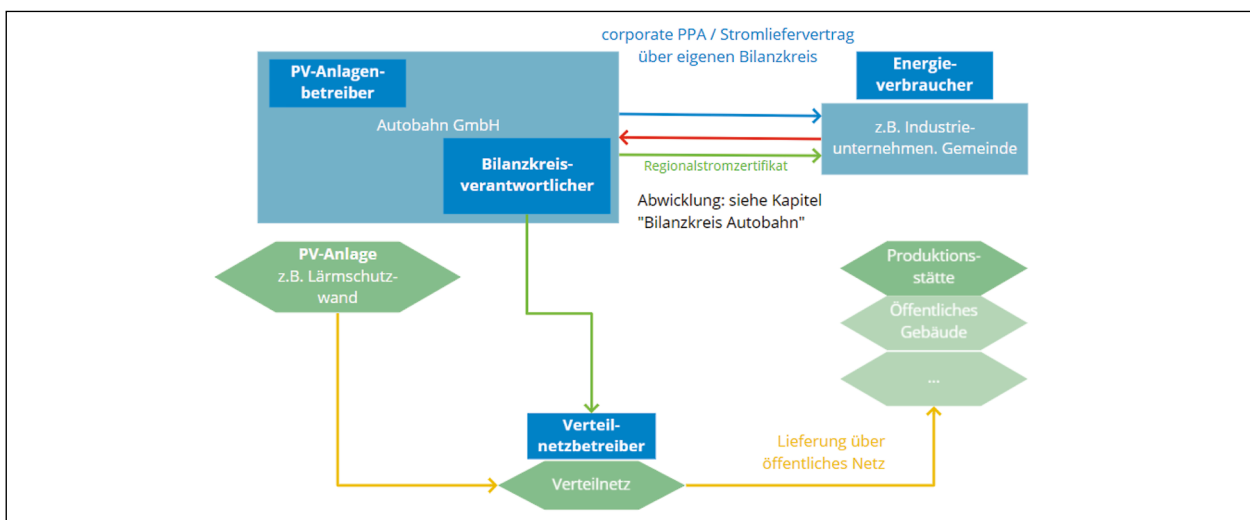 corporate PPA / Stromliefervertrag
über eigenen Bilanzkreis
PV-Anlagen-
betreiber
Autobahn GmbH
Bilanzkreis-
verantwortlicher
Energie-
verbraucher
z.B. Industrie-
unternehmen. Gemeinde
Regionalstromzertifikat
Abwicklung: siehe Kapitel
"Bilanzkreis Autobahn"
PV-Anlage
z.B. Lärmschutz-
wand
Produktions-
stätte
Öffentliches
Gebäude
...
Verteil-
netzbetreiber
Verteilnetz
Lieferung über
öffentliches Netz